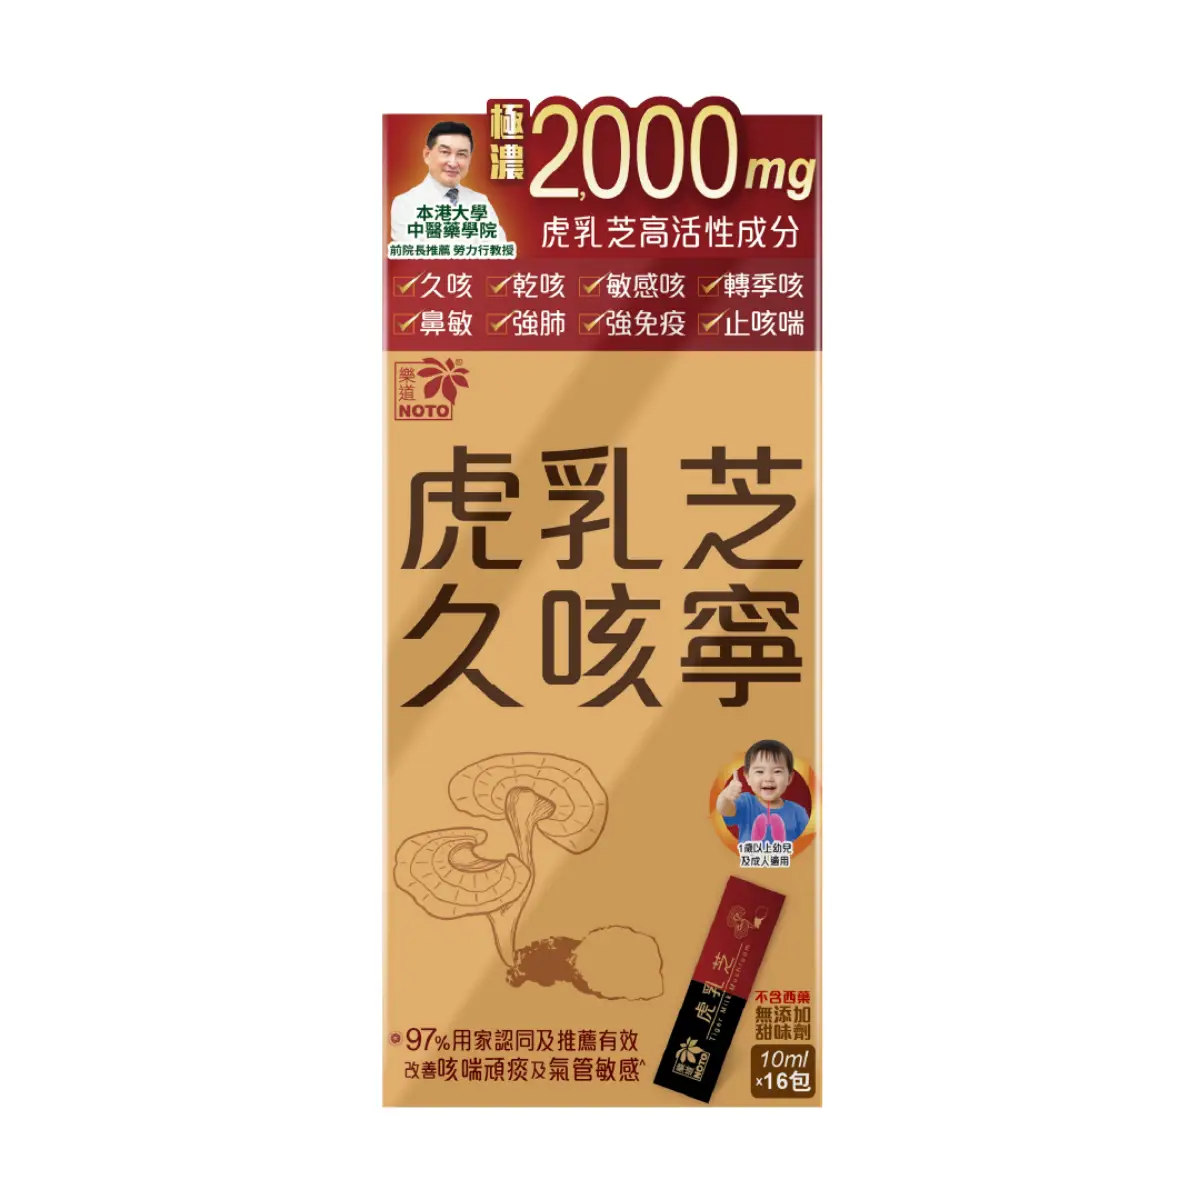 極濃
2,000mg
虎乳芝高活性成分
本港大學
中醫藥學院
前院長推薦 勞力行教授
久咳 乾咳 敏感咳 轉季咳
鼻敏 強肺 強免疫 止咳喘
樂道
®
NOTO
虎乳芝
久咳寧
1歲以上幼兒
及成人適用
虎乳芝
Tiger Milk Mushroom
樂道
NOTO
不含西藥
無添加
甜味劑
97%用家認同及推薦有效
改善咳喘頑痰及氣管敏感^
10ml
x16包